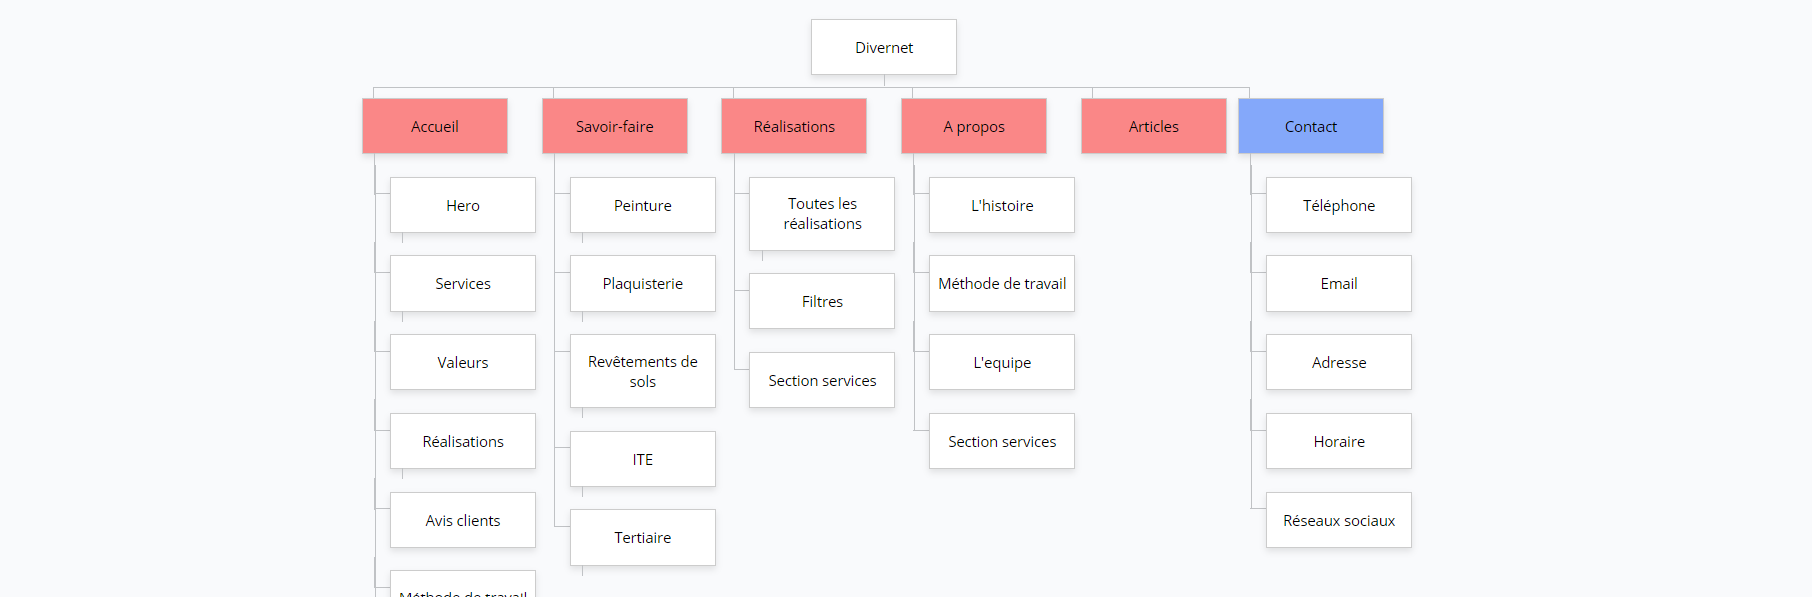 Divernet
Accueil
Savoir-faire
Réalisations
A propos
Articles
Contact
Hero
Services
Valeurs
Réalisations
Avis clients
Méthode de travail
Peinture
Plaquisterie
Revêtements de
sols
ITE
Tertiaire
Toutes les
réalisations
Filtres
Section services
L'histoire
Méthode de travail
L'equipe
Section services
Téléphone
Email
Adresse
Horaire
Réseaux sociaux